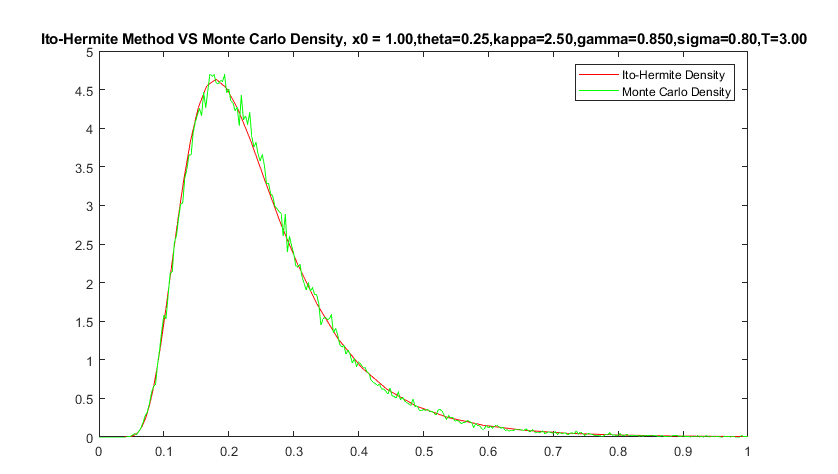 Ito-Hermite Method VS Monte Carlo Density, x0 = 1.00,theta=0.25,kappa=2.50,gamma=0.850,sigma=0.80,T=3.00
Ito-Hermite Density
Monte Carlo Density
5
4.5
4
3.5
3
2.5
2
1.5
1
0.5
0
0 0.1 0.2 0.3 0.4 0.5 0.6 0.7 0.8 0.9 1